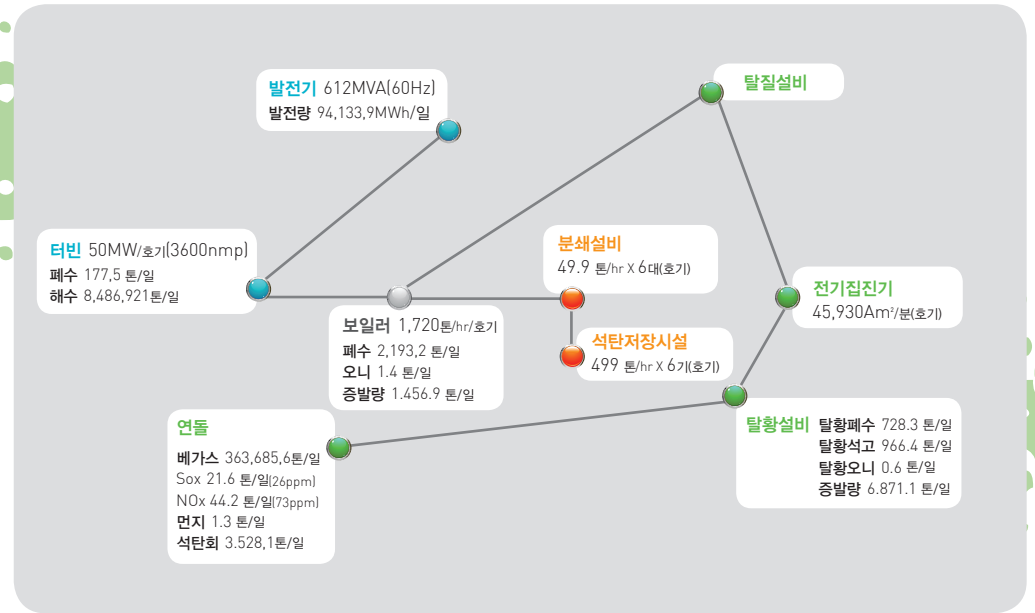 발전기 612MVA(60Hz)
발전량 94,133,9MWh/일
탈질설비
터빈 50MW/호기(3600nmp)
폐수 177,5 톤/일
해수 8,486,921톤/일
분쇄설비
49.9 톤/hr X 6대(호기)
전기집진기
45,930Am²/분(호기)
보일러 1,720톤/hr/호기
폐수 2,193,2 톤/일
오니 1.4 톤/일
증발량 1.456.9 톤/일
석탄저장시설
499 톤/hr X 6기(호기)
연돌
베가스 363,685,6톤/일
Sox 21.6 톤/일(26ppm)
NOx 44.2 톤/일(73ppm)
먼지 1.3 톤/일
석탄회 3.528,1톤/일
탈황설비 탈황폐수 728.3 톤/일
탈황석고 966.4 톤/일
탈황오니 0.6 톤/일
증발량 6.871.1 톤/일